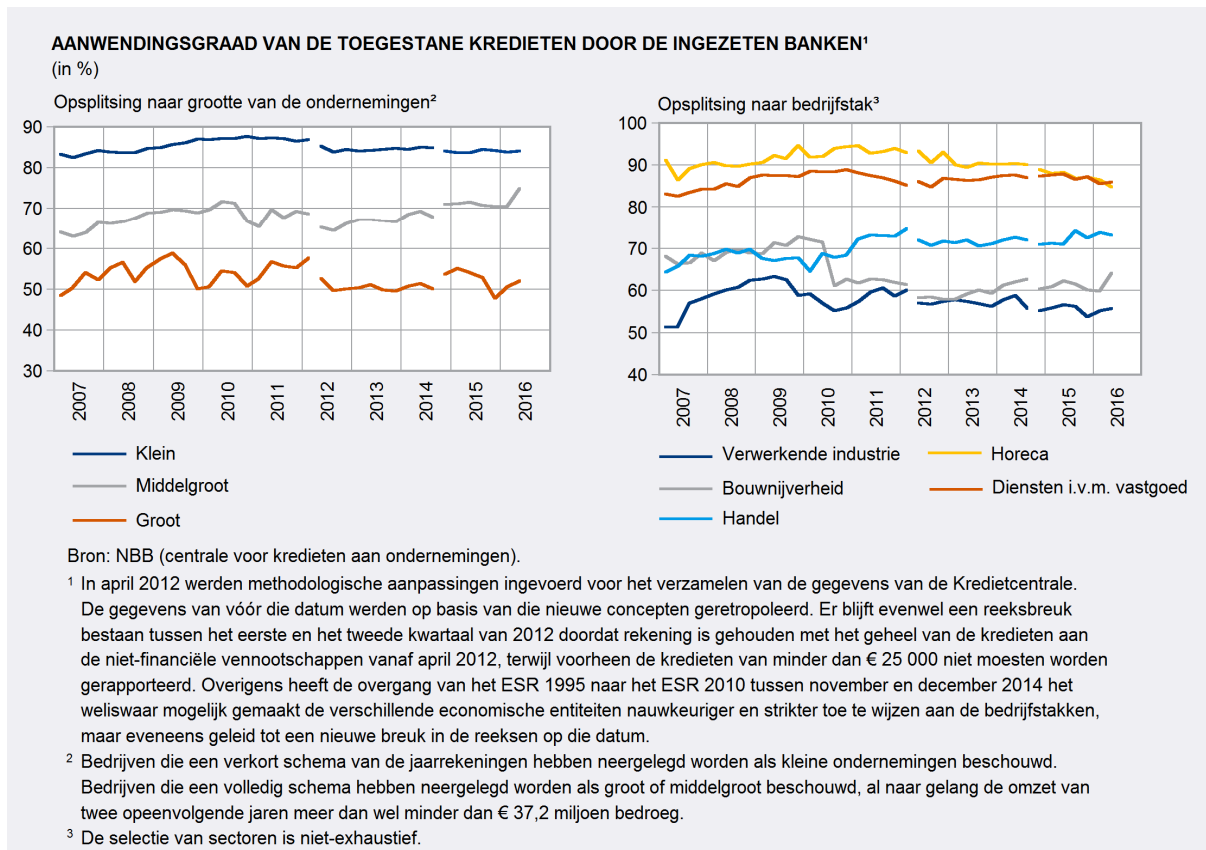 AANWENDINGSGRAAD VAN DE TOEGESTANE KREDIETEN DOOR DE INGEZETEN BANKEN¹
(in %)
Opsplitsing naar grootte van de ondernemingen²
90
80
70
60
50
40
30
2007
2008
2009
2010
2011
2012
2013
2014
2015
2016
Klein
Middelgroot
Groot
Opsplitsing naar bedrijfstak³
100
90
80
70
60
50
40
2007
2008
2009
2010
2011
2012
2013
2014
2015
2016
Verwerkende industrie
Bouwnijverheid
Handel
Horeca
Diensten i.v.m. vastgoed
Bron: NBB (centrale voor kredieten aan ondernemingen).
¹ In april 2012 werden methodologische aanpassingen ingevoerd voor het verzamelen van de gegevens van de Kredietcentrale.
De gegevens van vóór die datum werden op basis van die nieuwe concepten geretropoleerd. Er blijft evenwel een reeksbreuk
bestaan tussen het eerste en het tweede kwartaal van 2012 doordat rekening is gehouden met het geheel van de kredieten aan
de niet-financiële vennootschappen vanaf april 2012, terwijl voorheen de kredieten van minder dan € 25 000 niet moesten worden
gerapporteerd. Overigens heeft de overgang van het ESR 1995 naar het ESR 2010 tussen november en december 2014 het
weliswaar mogelijk gemaakt de verschillende economische entiteiten nauwkeuriger en strikter toe te wijzen aan de bedrijfstakken,
maar eveneens geleid tot een nieuwe breuk in de reeksen op die datum.
² Bedrijven die een verkort schema van de jaarrekeningen hebben neergelegd worden als kleine ondernemingen beschouwd.
Bedrijven die een volledig schema hebben neergelegd worden als groot of middelgroot beschouwd, al naar gelang de omzet van
twee opeenvolgende jaren meer dan wel minder dan € 37,2 miljoen bedroeg.
³ De selectie van sectoren is niet-exhaustief.